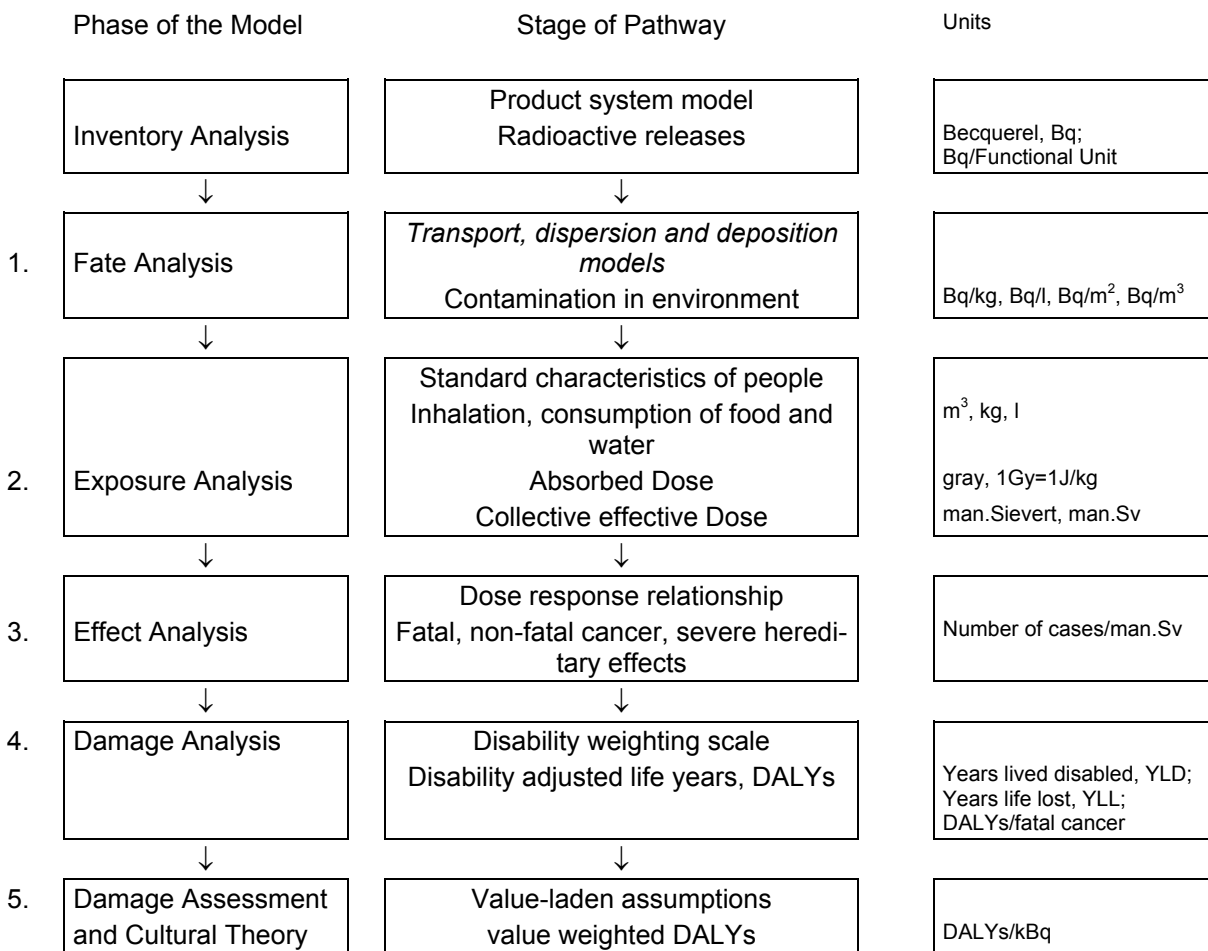 Phase of the Model Stage of Pathway Units
Product system model
Inventory Analysis Radioactive releases Becquerel, Bq;
Bq/Functional Unit
↓ ↓
Transport, dispersion and deposition
1. Fate Analysis models
Contamination in environment Bq/kg, Bq/l, Bq/m², Bq/m³
↓ ↓
Standard characteristics of people
Inhalation, consumption of food and m³, kg, l
water
2. Exposure Analysis Absorbed Dose gray, 1Gy=1J/kg
Collective effective Dose man.Sievert, man.Sv
↓ ↓
Dose response relationship
3. Effect Analysis Fatal, non-fatal cancer, severe heredi- Number of cases/man.Sv
tary effects
↓ ↓
4. Damage Analysis Disability weighting scale
Disability adjusted life years, DALYs Years lived disabled, YLD;
Years life lost, YLL;
DALYs/fatal cancer
↓ ↓
5. Damage Assessment Value-laden assumptions
and Cultural Theory value weighted DALYs DALYs/kBq